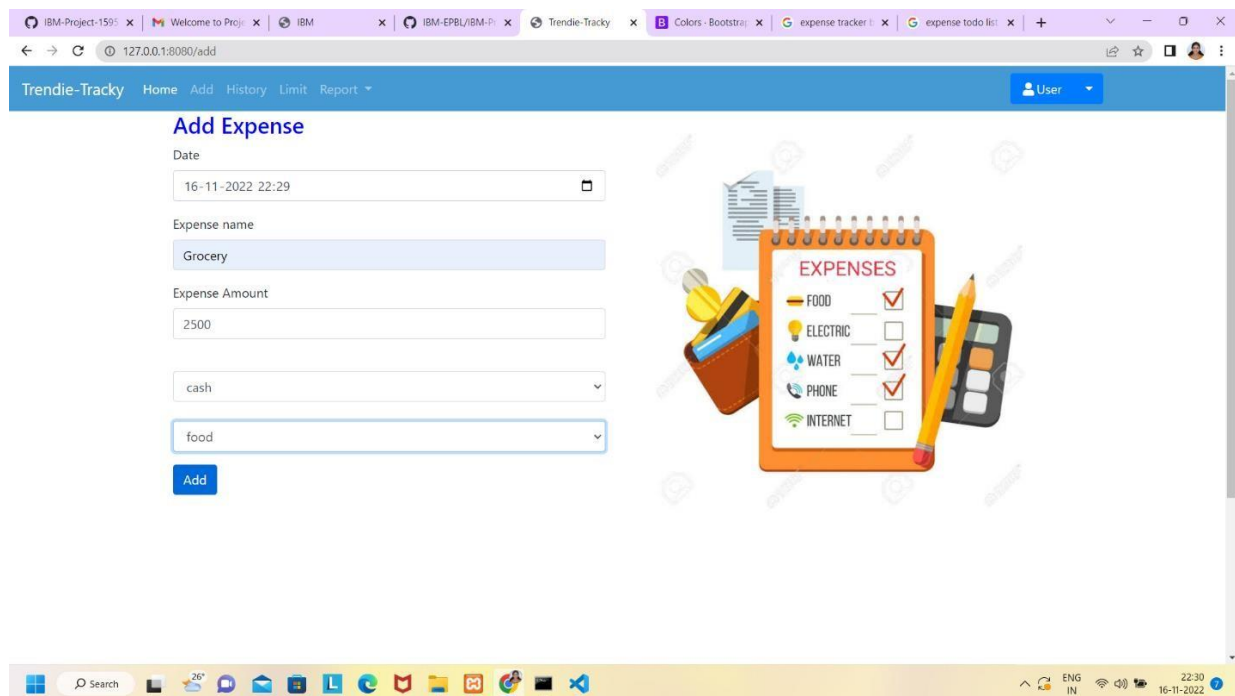 IBM-Project-1595
Welcome to Proje
IBM
IBM-EPBL/IBM-Pr
Trendie-Tracky
Colors · Bootstrap
expense tracker b
expense todo list
127.0.0.1:8080/add
Trendie-Tracky Home Add History Limit Report
User
Add Expense
Date
16-11-2022 22:29
Expense name
Grocery
Expense Amount
2500
cash
food
Add
EXPENSES
FOOD
ELECTRIC
WATER
PHONE
INTERNET
Search
26°
ENG
IN
22:30
16-11-2022
7